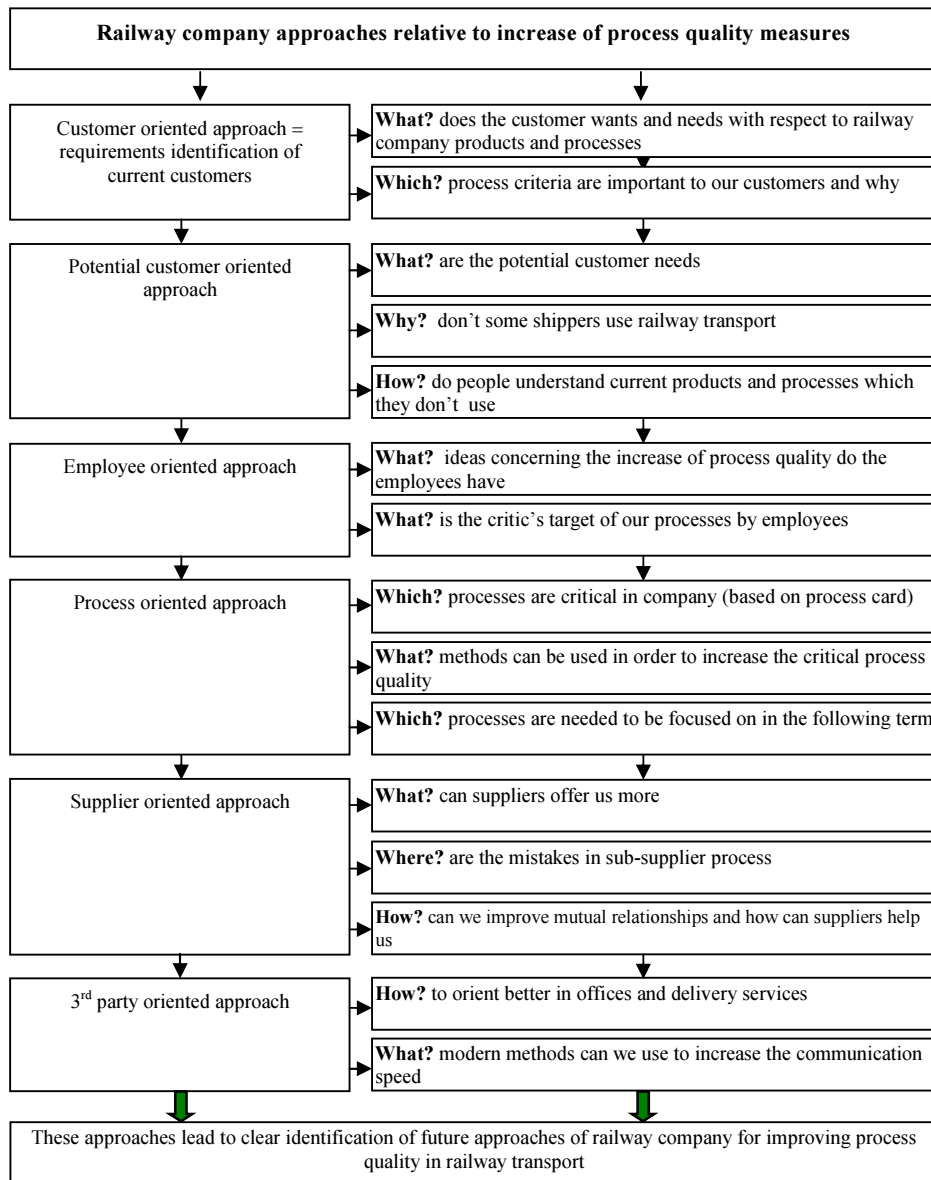 Railway company approaches relative to increase of process quality measures
Customer oriented approach =
requirements identification of
current customers
What? does the customer wants and needs with respect to railway
company products and processes
Which? process criteria are important to our customers and why
Potential customer oriented
approach
What? are the potential customer needs
Why? don't some shippers use railway transport
How? do people understand current products and processes which
they don't use
Employee oriented approach
What? ideas concerning the increase of process quality do the
employees have
What? is the critic's target of our processes by employees
Process oriented approach
Which? processes are critical in company (based on process card)
What? methods can be used in order to increase the critical process
quality
Which? processes are needed to be focused on in the following term
Supplier oriented approach
What? can suppliers offer us more
Where? are the mistakes in sub-supplier process
How? can we improve mutual relationships and how can suppliers help
us
3rd party oriented approach
How? to orient better in offices and delivery services
What? modern methods can we use to increase the communication
speed
These approaches lead to clear identification of future approaches of railway company for improving process
quality in railway transport